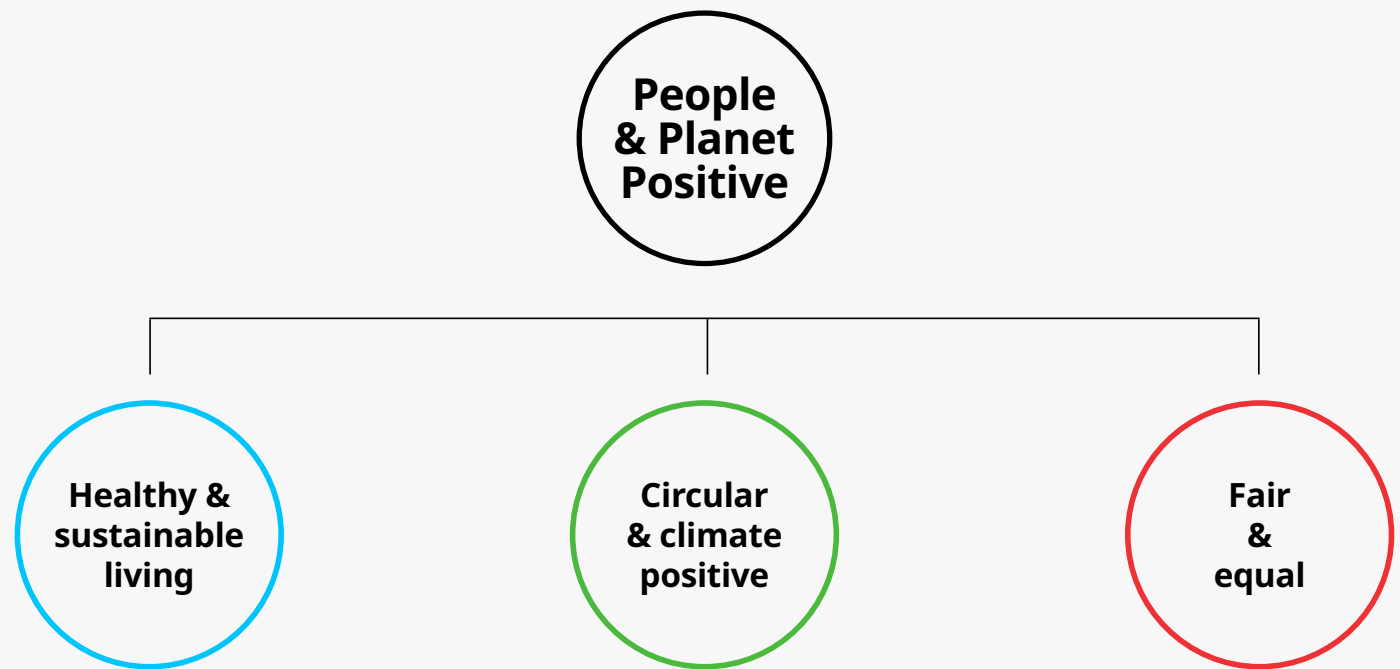 People
& Planet
Positive
Healthy &
sustainable
living
Circular
& climate
positive
Fair
&
equal